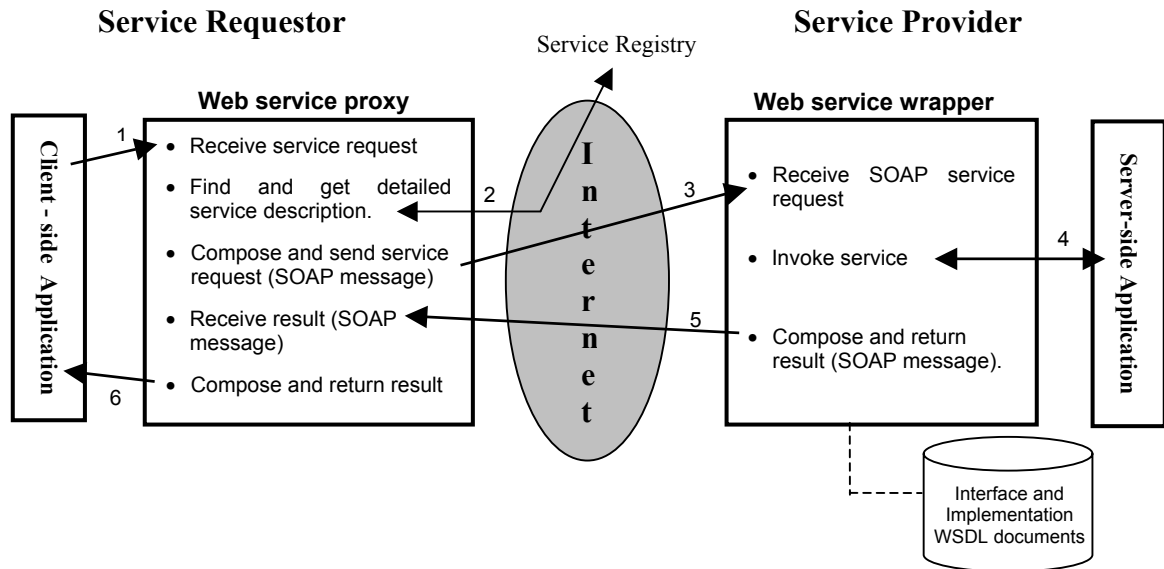 Service Requestor
Service Provider
Service Registry
Web service proxy
Web service wrapper
Client - side Application
1
• Receive service request
• Find and get detailed
service description.
2
• Compose and send service
request (SOAP message)
• Receive result (SOAP
message)
• Compose and return result
6
Internet
3
• Receive SOAP service
request
• Invoke service
4
5
• Compose and return
result (SOAP message).
Server-side Application
Interface and
Implementation
WSDL documents